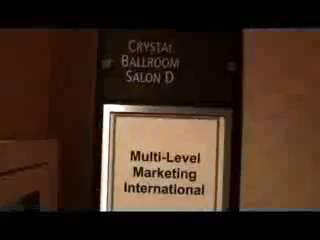 CRYSTAL
BALLROOM
SALON D
Multi-Level
Marketing
International